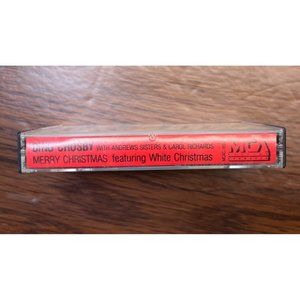 BING CROSBY WITH ANDREWS SISTERS & CAROL RICHARDS
MERRY CHRISTMAS featuring White Christmas
MCA